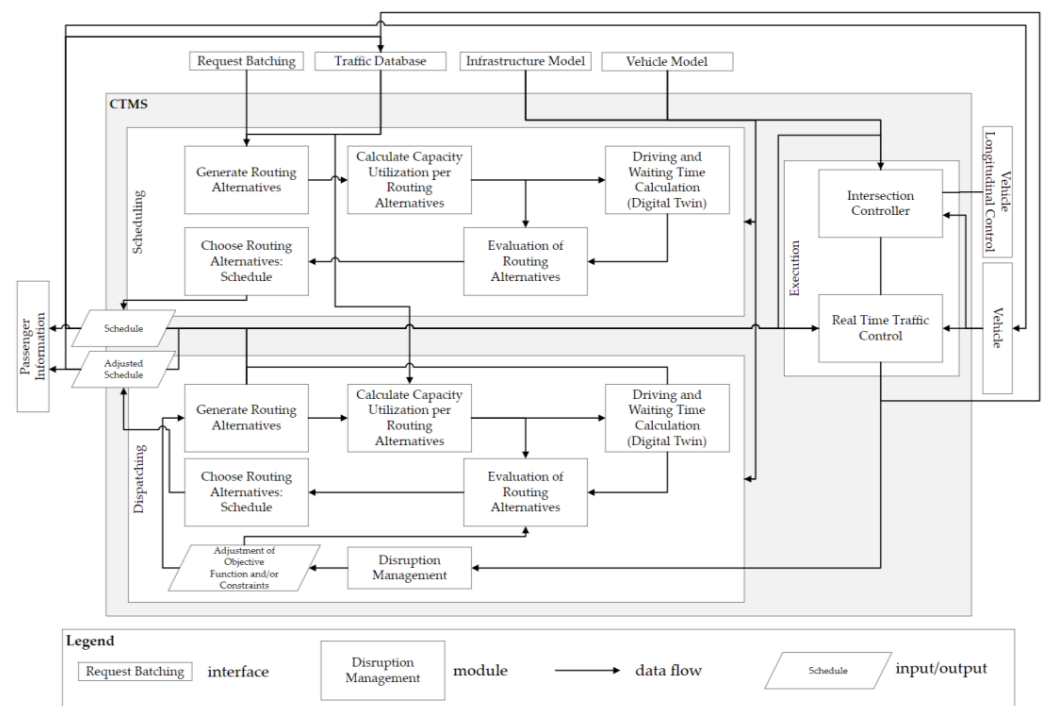 Request Batching
Traffic Database
Infrastructure Model
Vehicle Model
CTMS
Scheduling
Generate Routing
Alternatives
Calculate Capacity
Utilization per
Routing
Alternatives
Driving and
Waiting Time
Calculation
(Digital Twin)
Choose Routing
Alternatives:
Schedule
Evaluation of
Routing
Alternatives
Execution
Intersection
Controller
Real Time Traffic
Control
Vehicle
Longitudinal Control
Vehicle
Passenger
Information
Schedule
Adjusted
Schedule
Dispatching
Generate Routing
Alternatives
Calculate Capacity
Utilization per
Routing
Alternatives
Driving and
Waiting Time
Calculation
(Digital Twin)
Choose Routing
Alternatives:
Schedule
Evaluation of
Routing
Alternatives
Adjustment of
Objective
Function and/or
Constraints
Disruption
Management
Legend
Request Batching
interface
Disruption
Management
module
data flow
Schedule
input/output